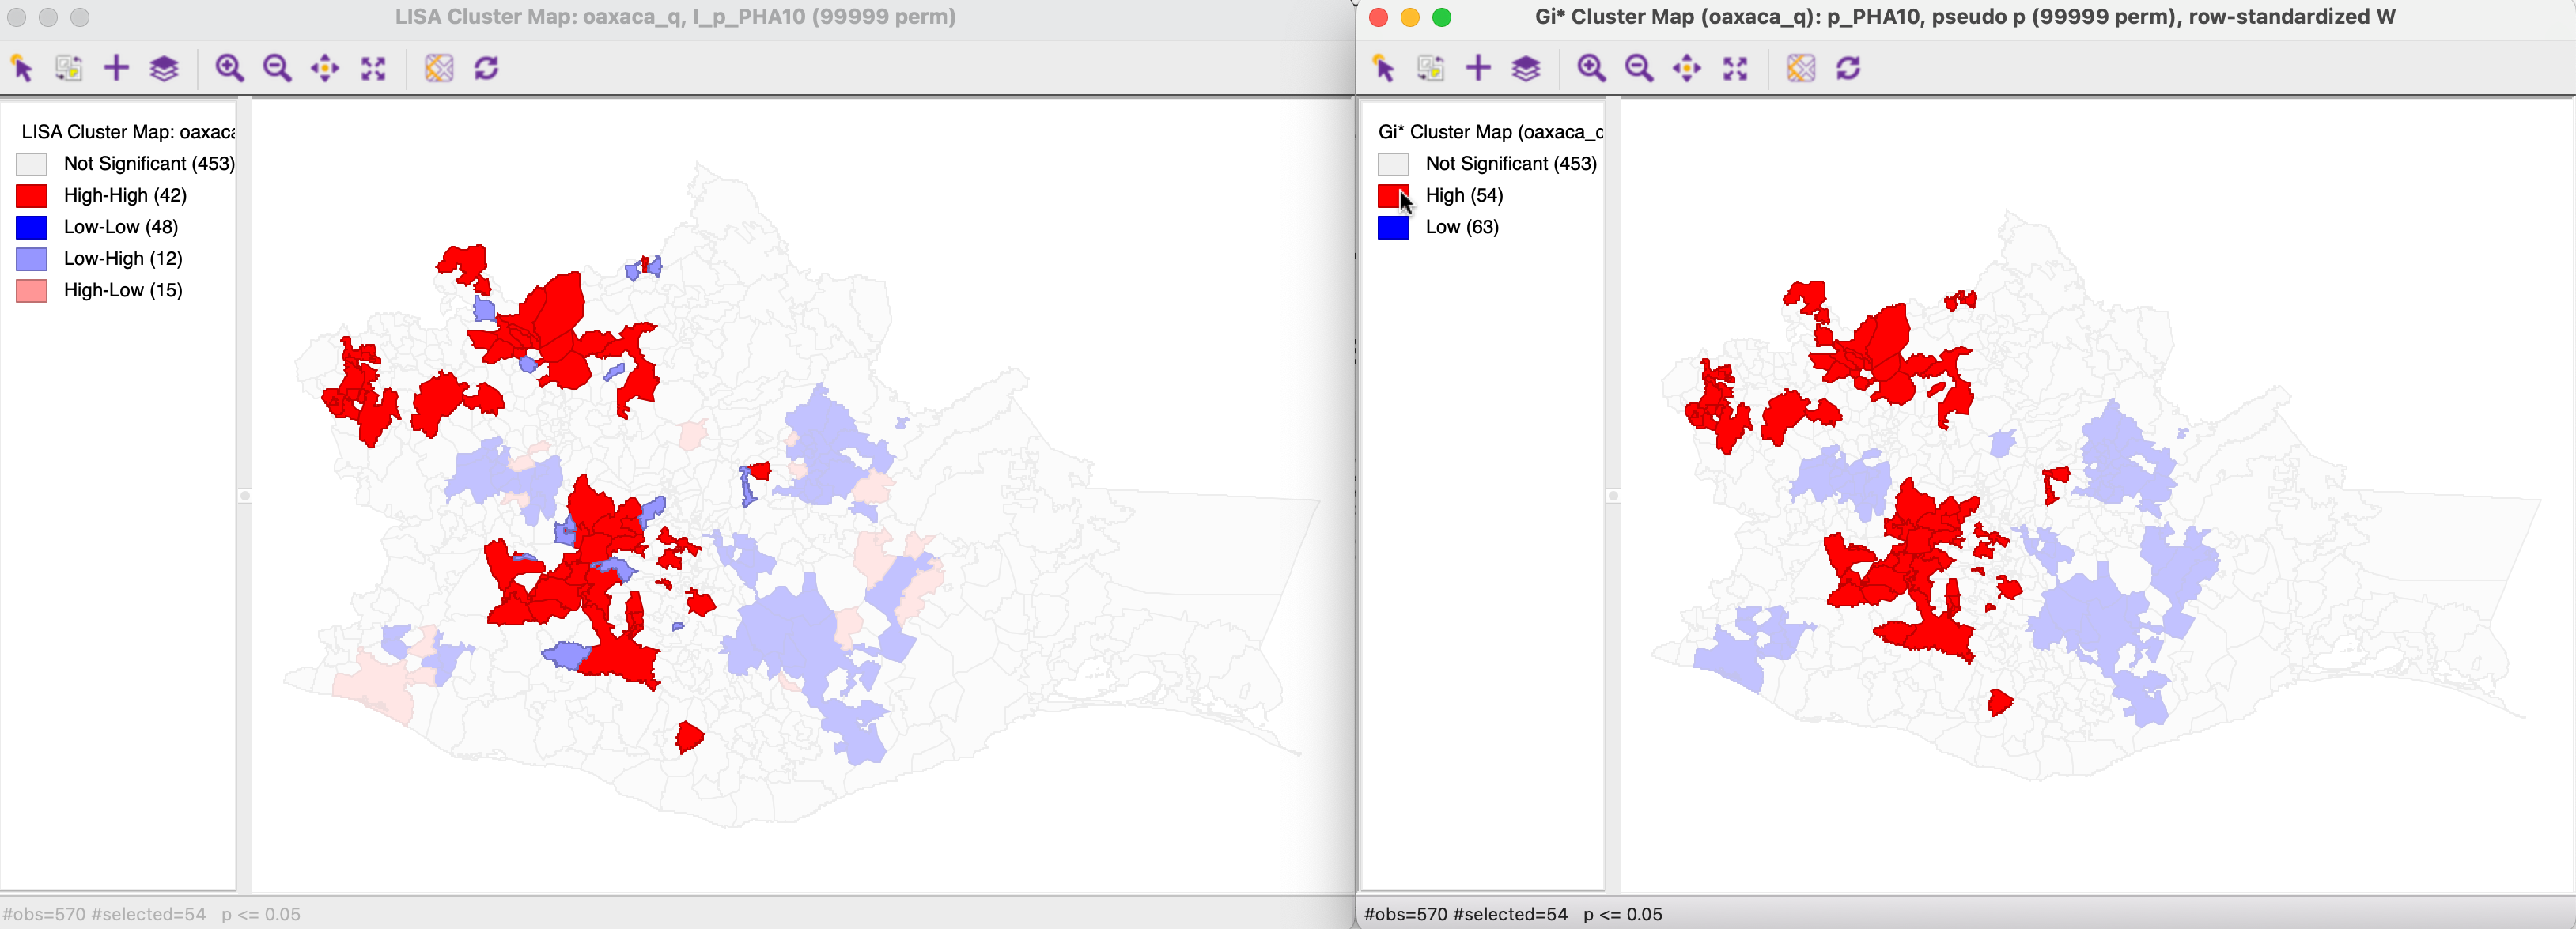 LISA Cluster Map: oaxaca_q, I_p_PHA10 (99999 perm)
LISA Cluster Map: oaxaca
Not Significant (453)
High-High (42)
Low-Low (48)
Low-High (12)
High-Low (15)
#obs=570 #selected=54 p <= 0.05
Gi* Cluster Map (oaxaca_q): p_PHA10, pseudo p (99999 perm), row-standardized W
Gi* Cluster Map (oaxaca_q
Not Significant (453)
High (54)
Low (63)
#obs=570 #selected=54 p <= 0.05